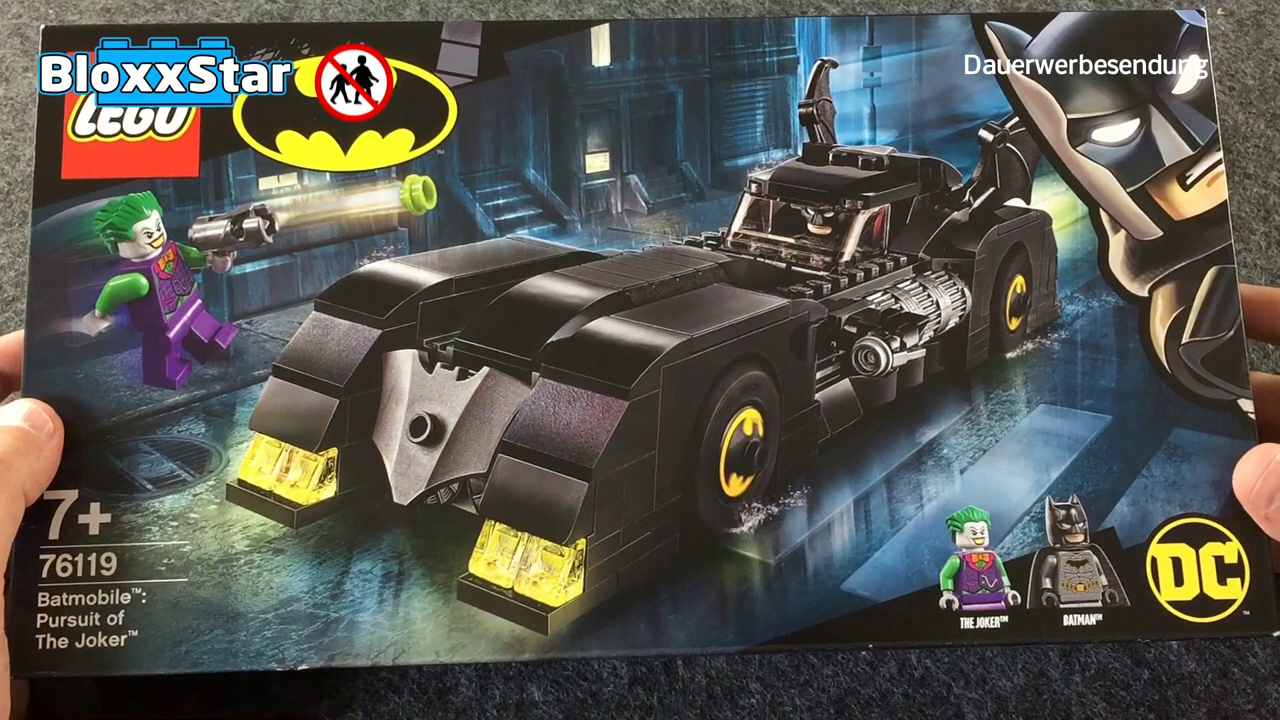 BloxxStar
Dauerwerbesendung
LEGO
7+
76119
Batmobile™:
Pursuit of
The Joker™
THE JOKER™
BATMAN™
DC